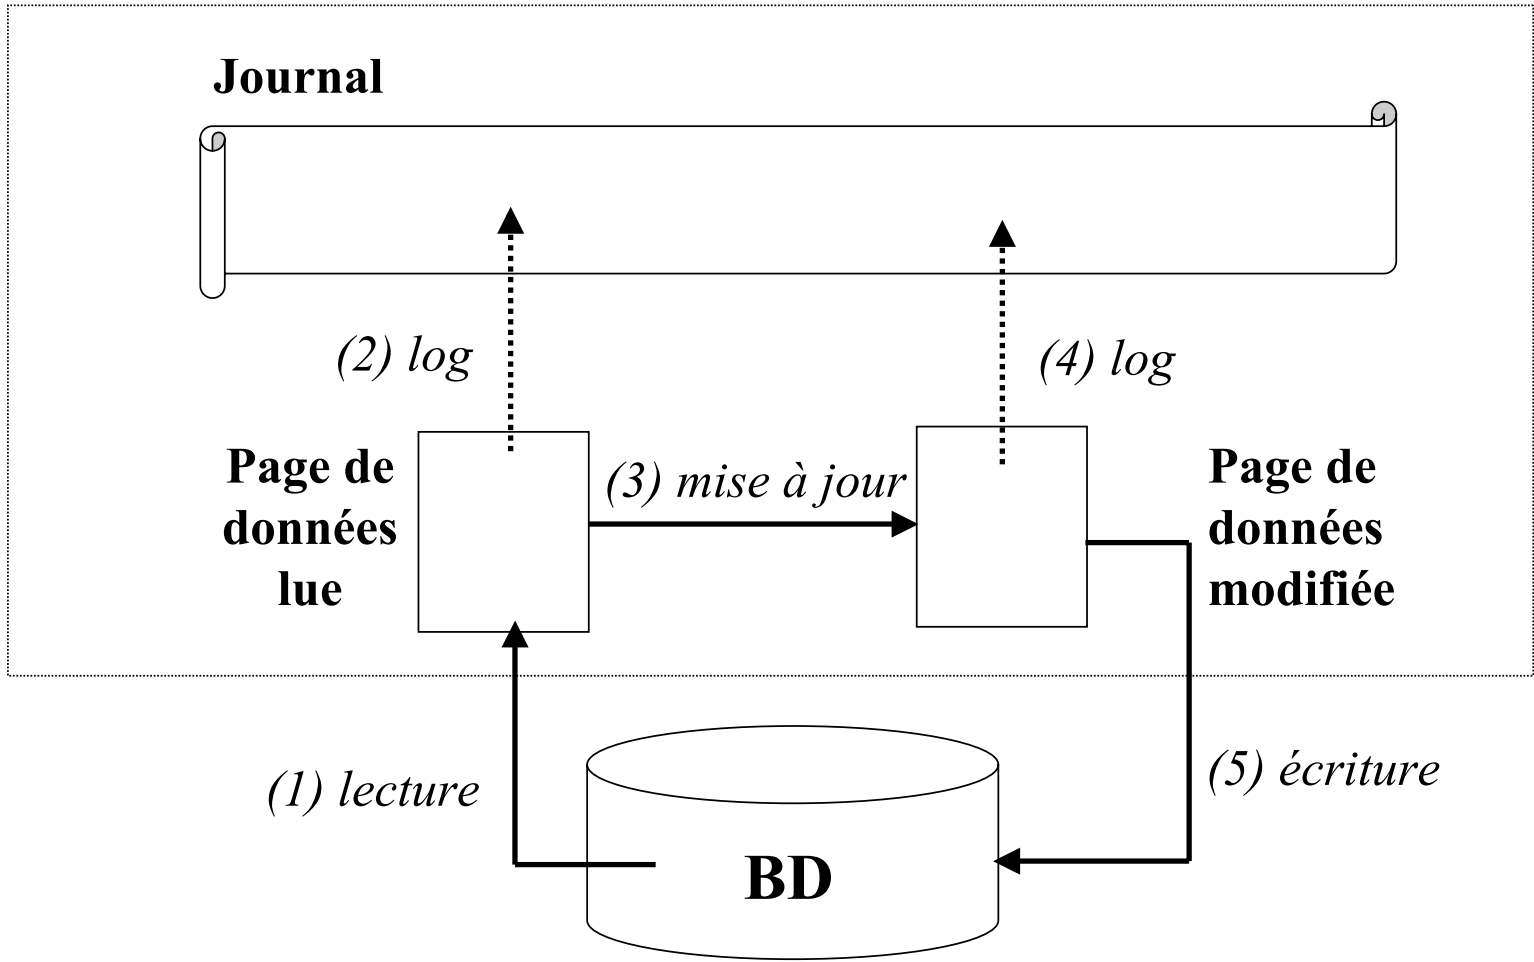 Journal
(2) log
(4) log
Page de
données
lue
(3) mise à jour
Page de
données
modifiée
(1) lecture
(5) écriture
BD